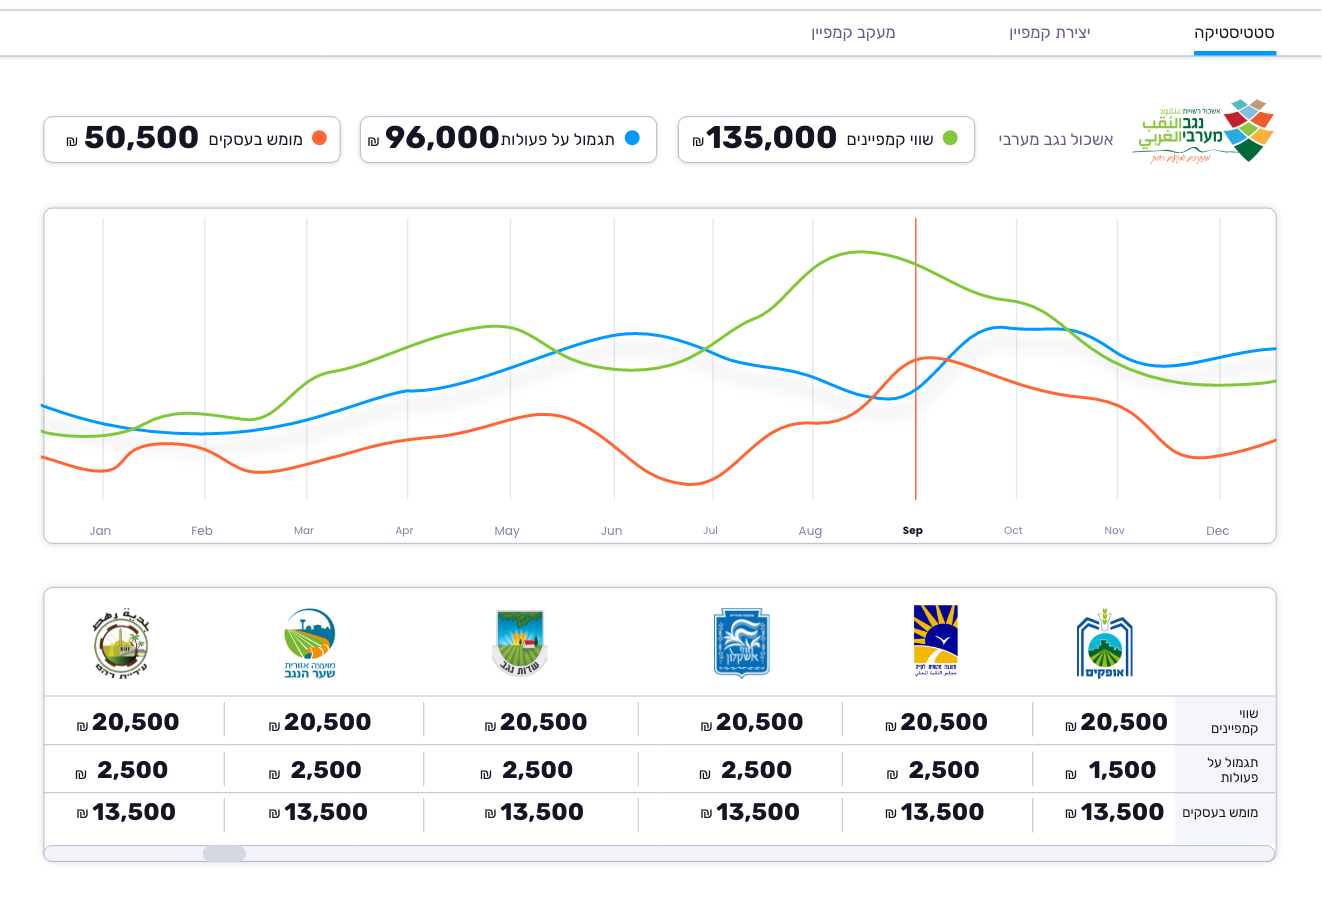 סטטיסטיקה
יצירת קמפיין
מעקב קמפיין
אשכול רשויות عنقود
נגב النقب
מערבי الغربي
אשכול נגב מערבי
שווי קמפיינים 135,000 ₪
תגמול על פעולות 96,000 ₪
מומש בעסקים 50,500 ₪
Jan Feb Mar Apr May Jun Jul Aug Sep Oct Nov Dec
אופקים
אשקלון
שדות נגב
מועצה אזורית
שער הנגב
שווי
קמפיינים
20,500 ₪ 20,500 ₪ 20,500 ₪ 20,500 ₪ 20,500 ₪ 20,500 ₪
תגמול על
פעולות
1,500 ₪ 2,500 ₪ 2,500 ₪ 2,500 ₪ 2,500 ₪ 2,500 ₪
מומש בעסקים
13,500 ₪ 13,500 ₪ 13,500 ₪ 13,500 ₪ 13,500 ₪ 13,500 ₪